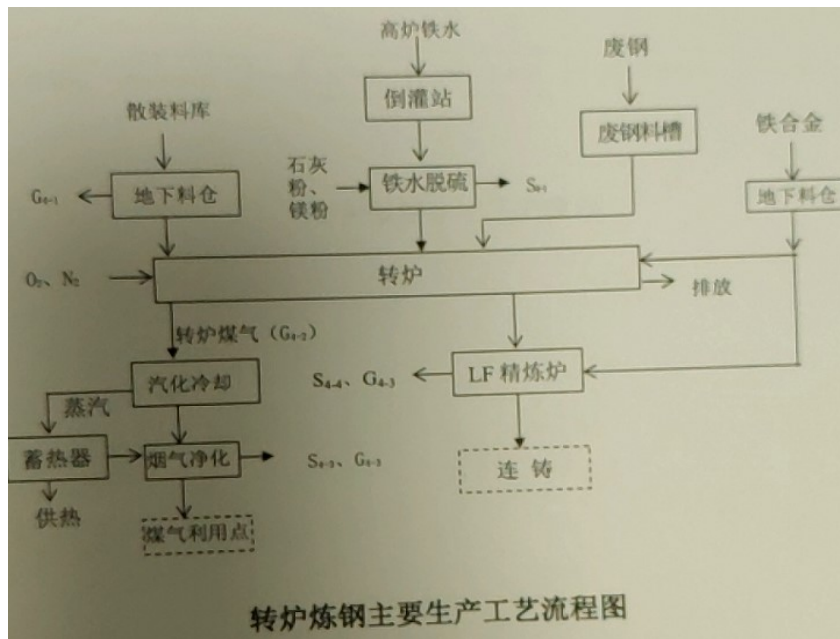 高炉铁水
废钢
散装料库
倒灌站
铁合金
废钢料槽
石灰
粉、
镁粉
铁水脱硫
S₄₋₁
G₄₋₁
地下料仓
地下料仓
O₂、N₂
转炉
排放
转炉煤气（G₄₋₂）
汽化冷却
S₄₋₄、G₄₋₃
LF 精炼炉
蒸汽
蓄热器
烟气净化
S₄₋₃、G₄₋₃
连 铸
供热
煤气利用点
转炉炼钢主要生产工艺流程图